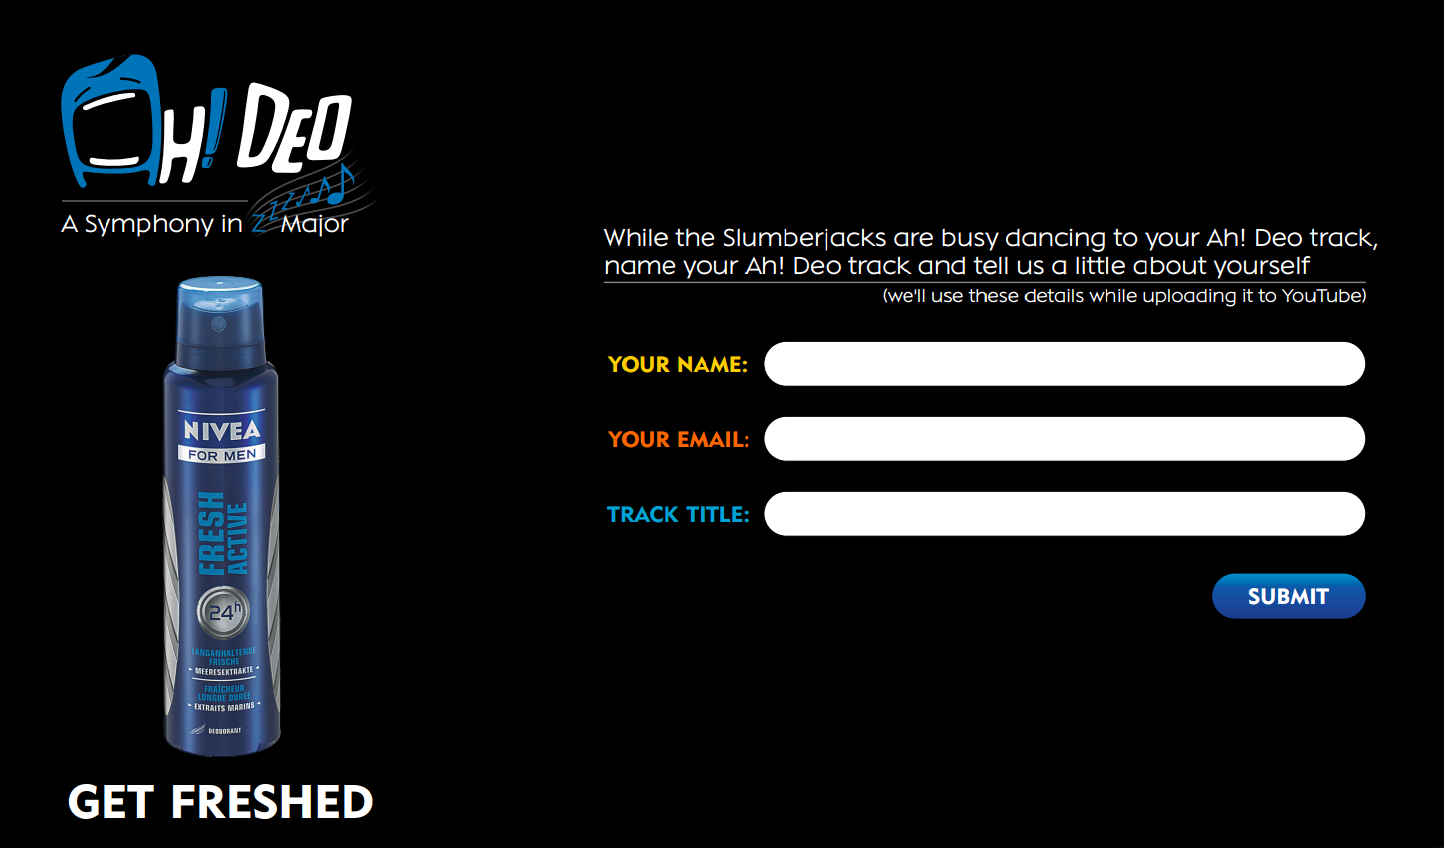 AH! DEO
A Symphony in ZZZZZ Major
NIVEA
FOR MEN
FRESH
ACTIVE
24h
LANGANHALTENDE
FRISCHE
MEERESEXTRAKTE
FRAÎCHEUR
LONGUE DURÉE
EXTRAITS MARINS
DEODORANT
GET FRESHED
While the Slumberjacks are busy dancing to your Ah! Deo track,
name your Ah! Deo track and tell us a little about yourself
(we'll use these details while uploading it to YouTube)
YOUR NAME:
YOUR EMAIL:
TRACK TITLE:
SUBMIT